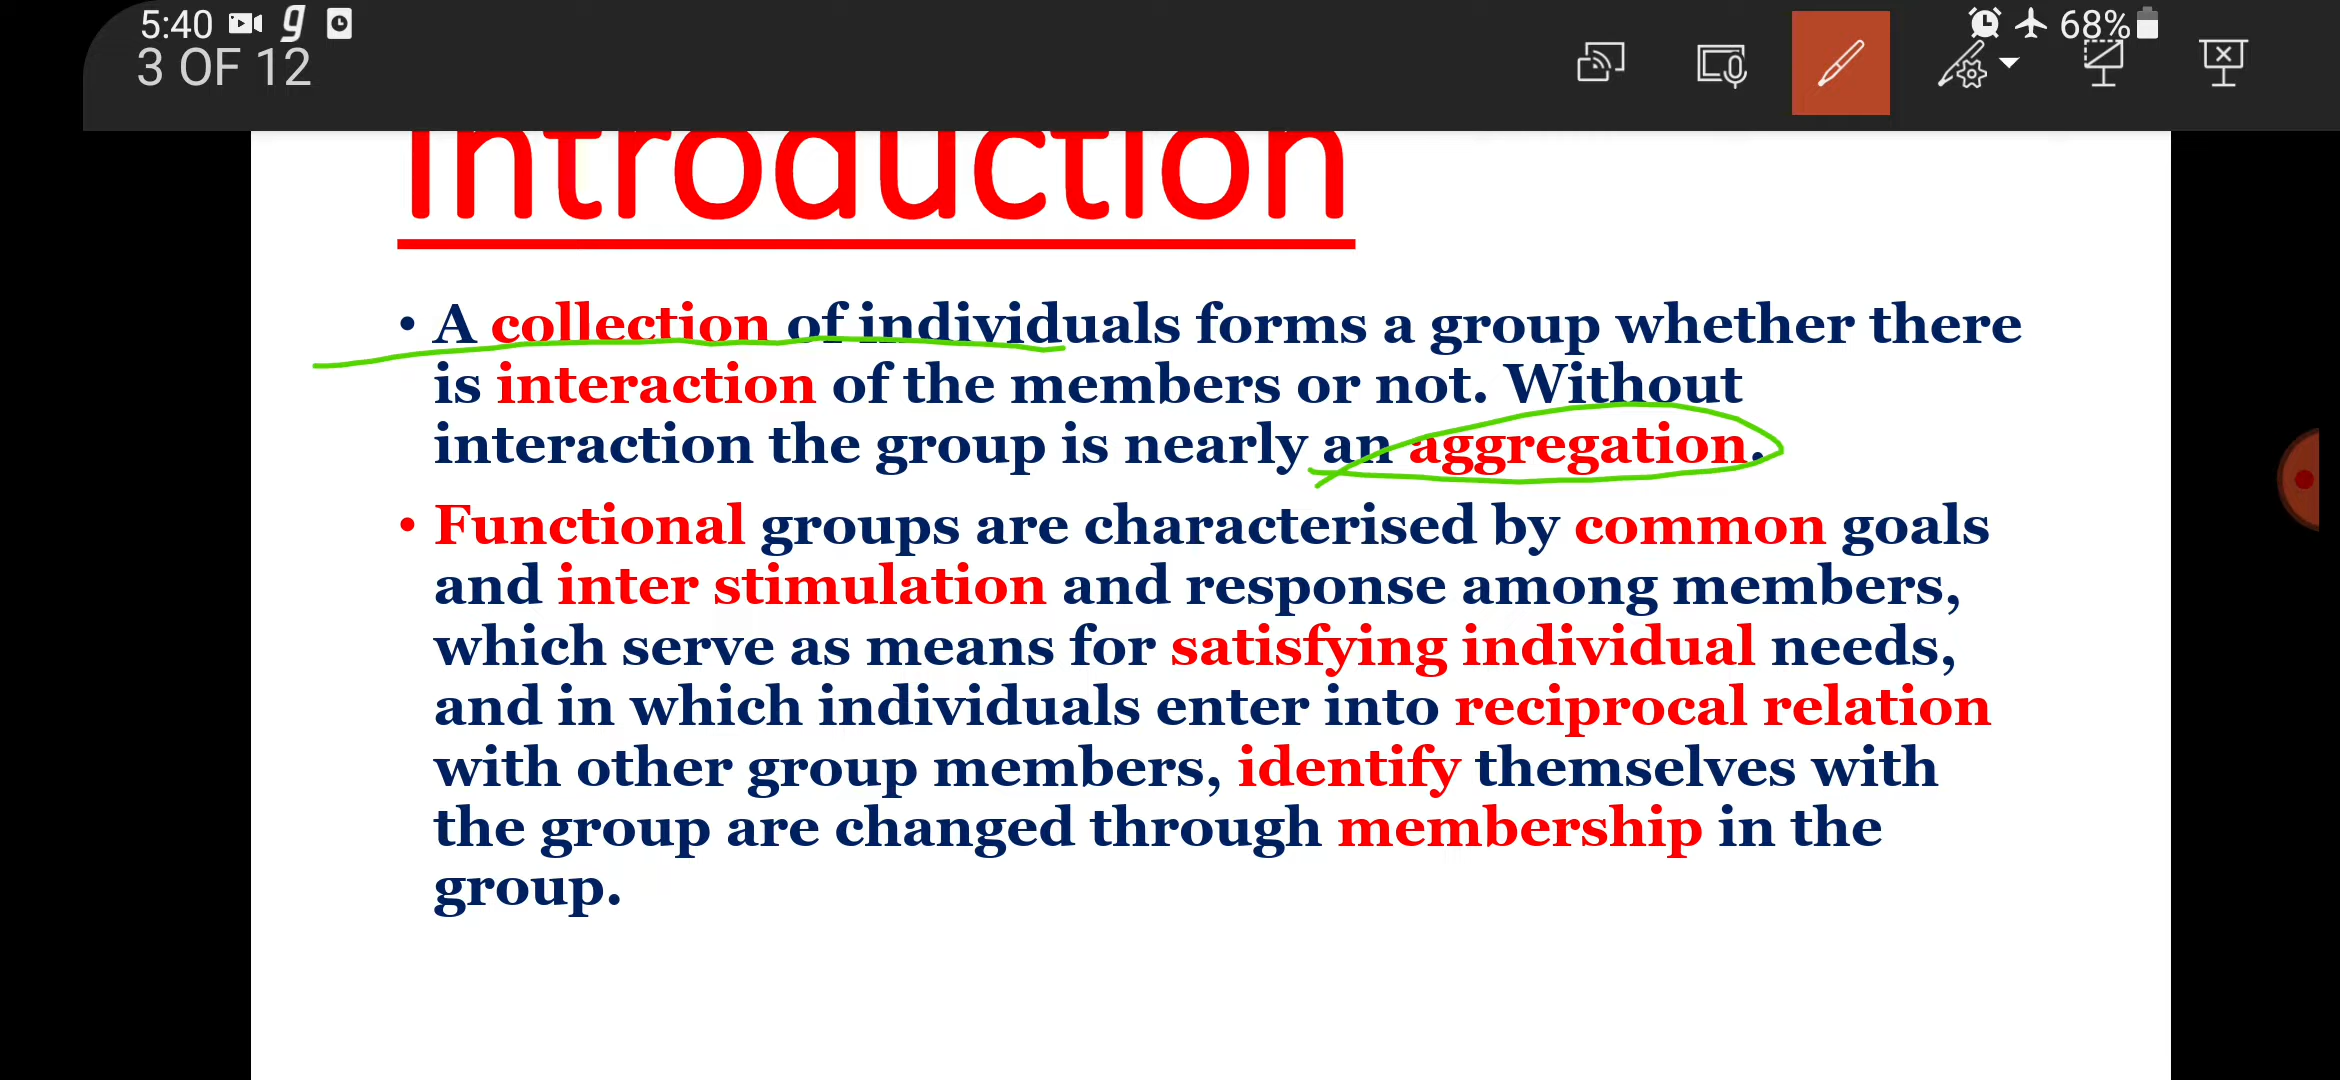 5:40 g
68%
3 OF 12
Introduction
• A collection of individuals forms a group whether there
is interaction of the members or not. Without
interaction the group is nearly an aggregation.
• Functional groups are characterised by common goals
and inter stimulation and response among members,
which serve as means for satisfying individual needs,
and in which individuals enter into reciprocal relation
with other group members, identify themselves with
the group are changed through membership in the
group.